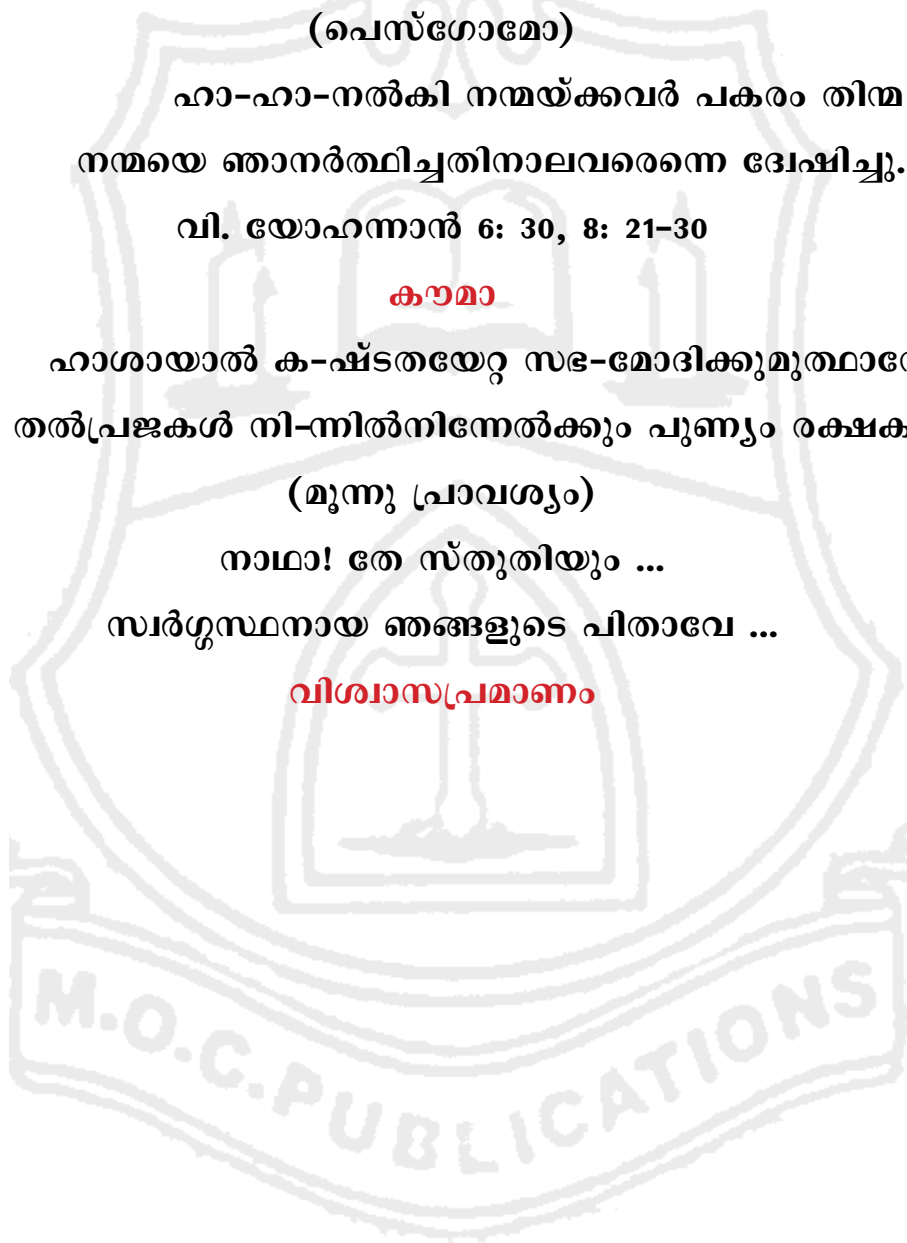 (പെസ്ഗോമോ)
ഹാ-ഹാ-നൽകി നന്മയ്ക്കവർ പകരം തിന്മ
നന്മയെ ഞാനർത്ഥിച്ചതിനാലവരെന്നെ ദ്വേഷിച്ചു.
വി. യോഹന്നാൻ 6: 30, 8: 21-30
കൗമാ
ഹാശായാൽ ക-ഷ്ടതയേറ്റ സഭ-മോദിക്കുമുത്ഥാ
തൽപ്രജകൾ നി-ന്നിൽനിന്നേൽക്കും പുണ്യം രക്ഷക
(മൂന്നു പ്രാവശ്യം)
നാഥാ! തേ സ്തുതിയും ...
സ്വർഗ്ഗസ്ഥനായ ഞങ്ങളുടെ പിതാവേ ...
വിശ്വാസപ്രമാണം
M.O.C.PUBLICATIONS